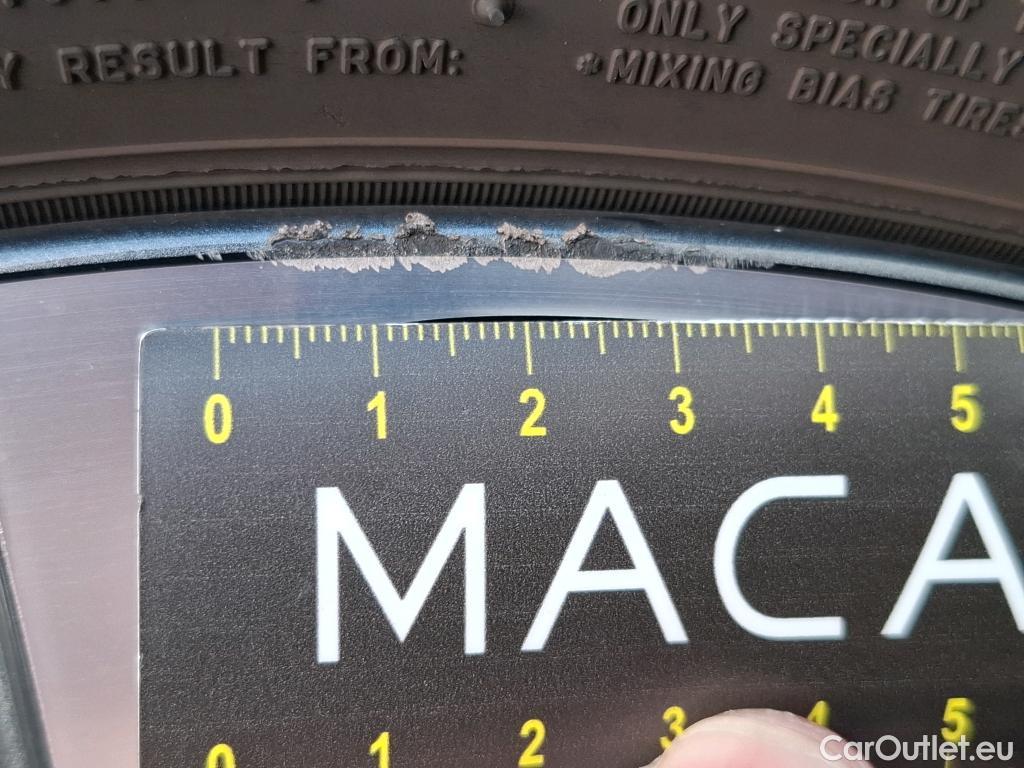 RESULT FROM:
ONLY SPECIALLY
*MIXING BIAS TIRES
0 1 2 3 4 5
MACA
0 1 2 3 4 5
CarOutlet.eu